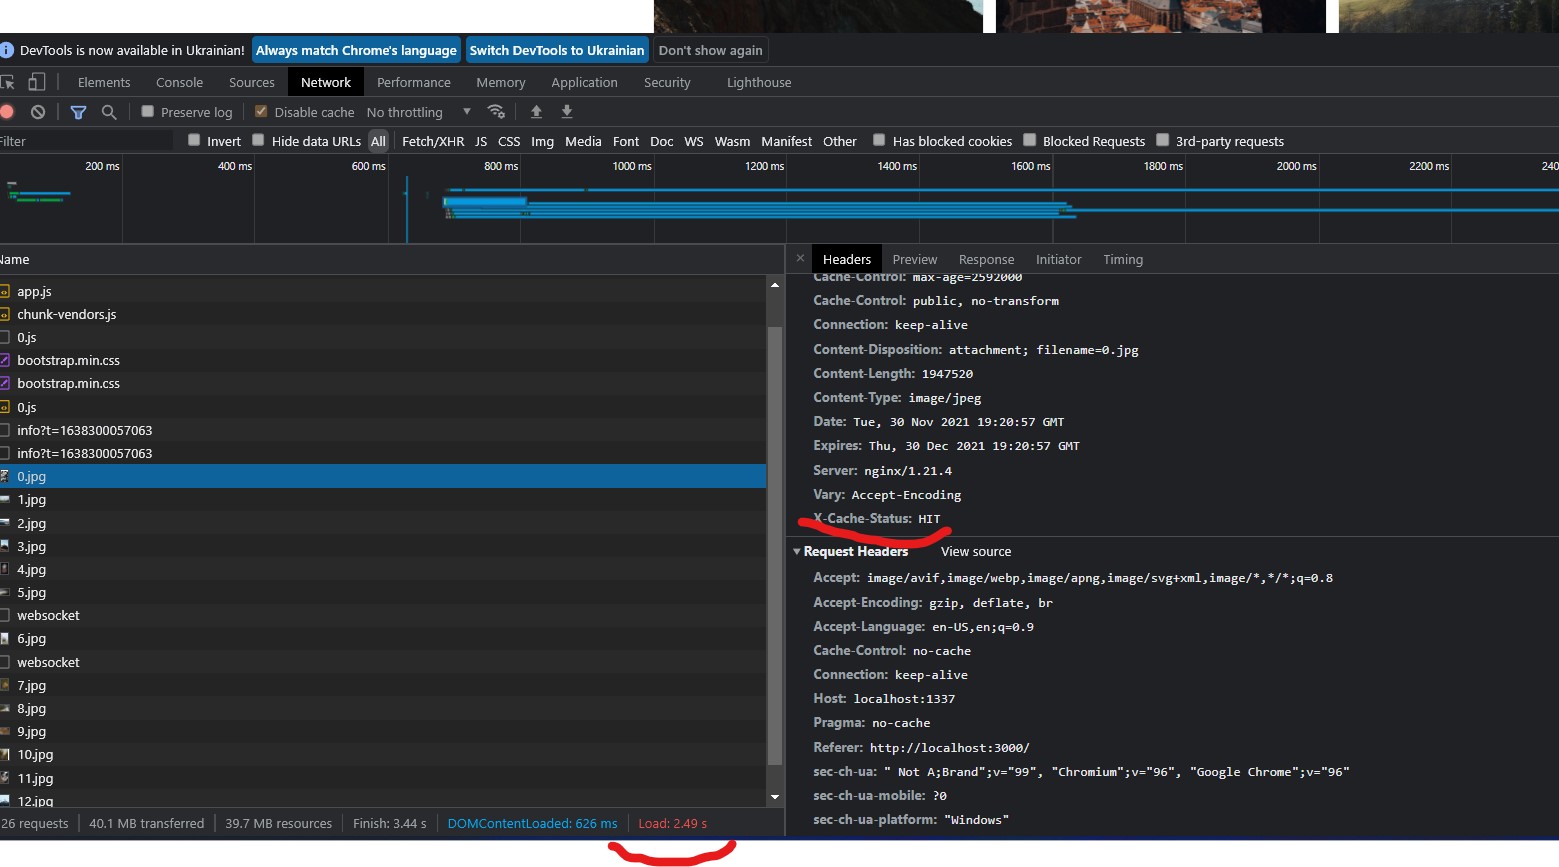 DevTools is now available in Ukrainian! Always match Chrome's language Switch DevTools to Ukrainian Don't show again
Elements Console Sources Network Performance Memory Application Security Lighthouse
Preserve log Disable cache No throttling
Filter Invert Hide data URLs All Fetch/XHR JS CSS Img Media Font Doc WS Wasm Manifest Other Has blocked cookies Blocked Requests 3rd-party requests
200 ms 400 ms 600 ms 800 ms 1000 ms 1200 ms 1400 ms 1600 ms 1800 ms 2000 ms 2200 ms 240
Name
app.js
chunk-vendors.js
0.js
bootstrap.min.css
bootstrap.min.css
0.js
info?t=1638300057063
info?t=1638300057063
0.jpg
1.jpg
2.jpg
3.jpg
4.jpg
5.jpg
websocket
6.jpg
websocket
7.jpg
8.jpg
9.jpg
10.jpg
11.jpg
12.jpg
26 requests 40.1 MB transferred 39.7 MB resources Finish: 3.44 s DOMContentLoaded: 626 ms Load: 2.49 s
× Headers Preview Response Initiator Timing
Cache-Control: max-age=2592000
Cache-Control: public, no-transform
Connection: keep-alive
Content-Disposition: attachment; filename=0.jpg
Content-Length: 1947520
Content-Type: image/jpeg
Date: Tue, 30 Nov 2021 19:20:57 GMT
Expires: Thu, 30 Dec 2021 19:20:57 GMT
Server: nginx/1.21.4
Vary: Accept-Encoding
X-Cache-Status: HIT
Request Headers View source
Accept: image/avif,image/webp,image/apng,image/svg+xml,image/*,*/*;q=0.8
Accept-Encoding: gzip, deflate, br
Accept-Language: en-US,en;q=0.9
Cache-Control: no-cache
Connection: keep-alive
Host: localhost:1337
Pragma: no-cache
Referer: http://localhost:3000/
sec-ch-ua: " Not A;Brand";v="99", "Chromium";v="96", "Google Chrome";v="96"
sec-ch-ua-mobile: ?0
sec-ch-ua-platform: "Windows"